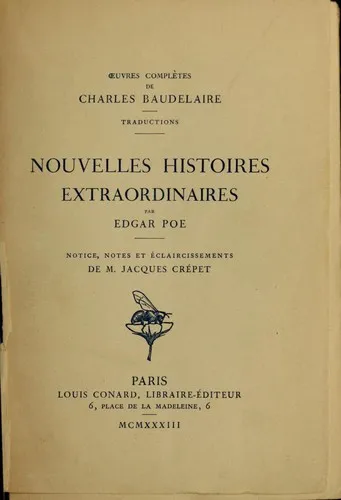 ŒUVRES COMPLÈTES
DE
CHARLES BAUDELAIRE
TRADUCTIONS
NOUVELLES HISTOIRES
EXTRAORDINAIRES
PAR
EDGAR POE
NOTICE, NOTES ET ÉCLAIRCISSEMENTS
DE M. JACQUES CRÉPET
PARIS
LOUIS CONARD, LIBRAIRE-ÉDITEUR
6, PLACE DE LA MADELEINE, 6
MCMXXXIII